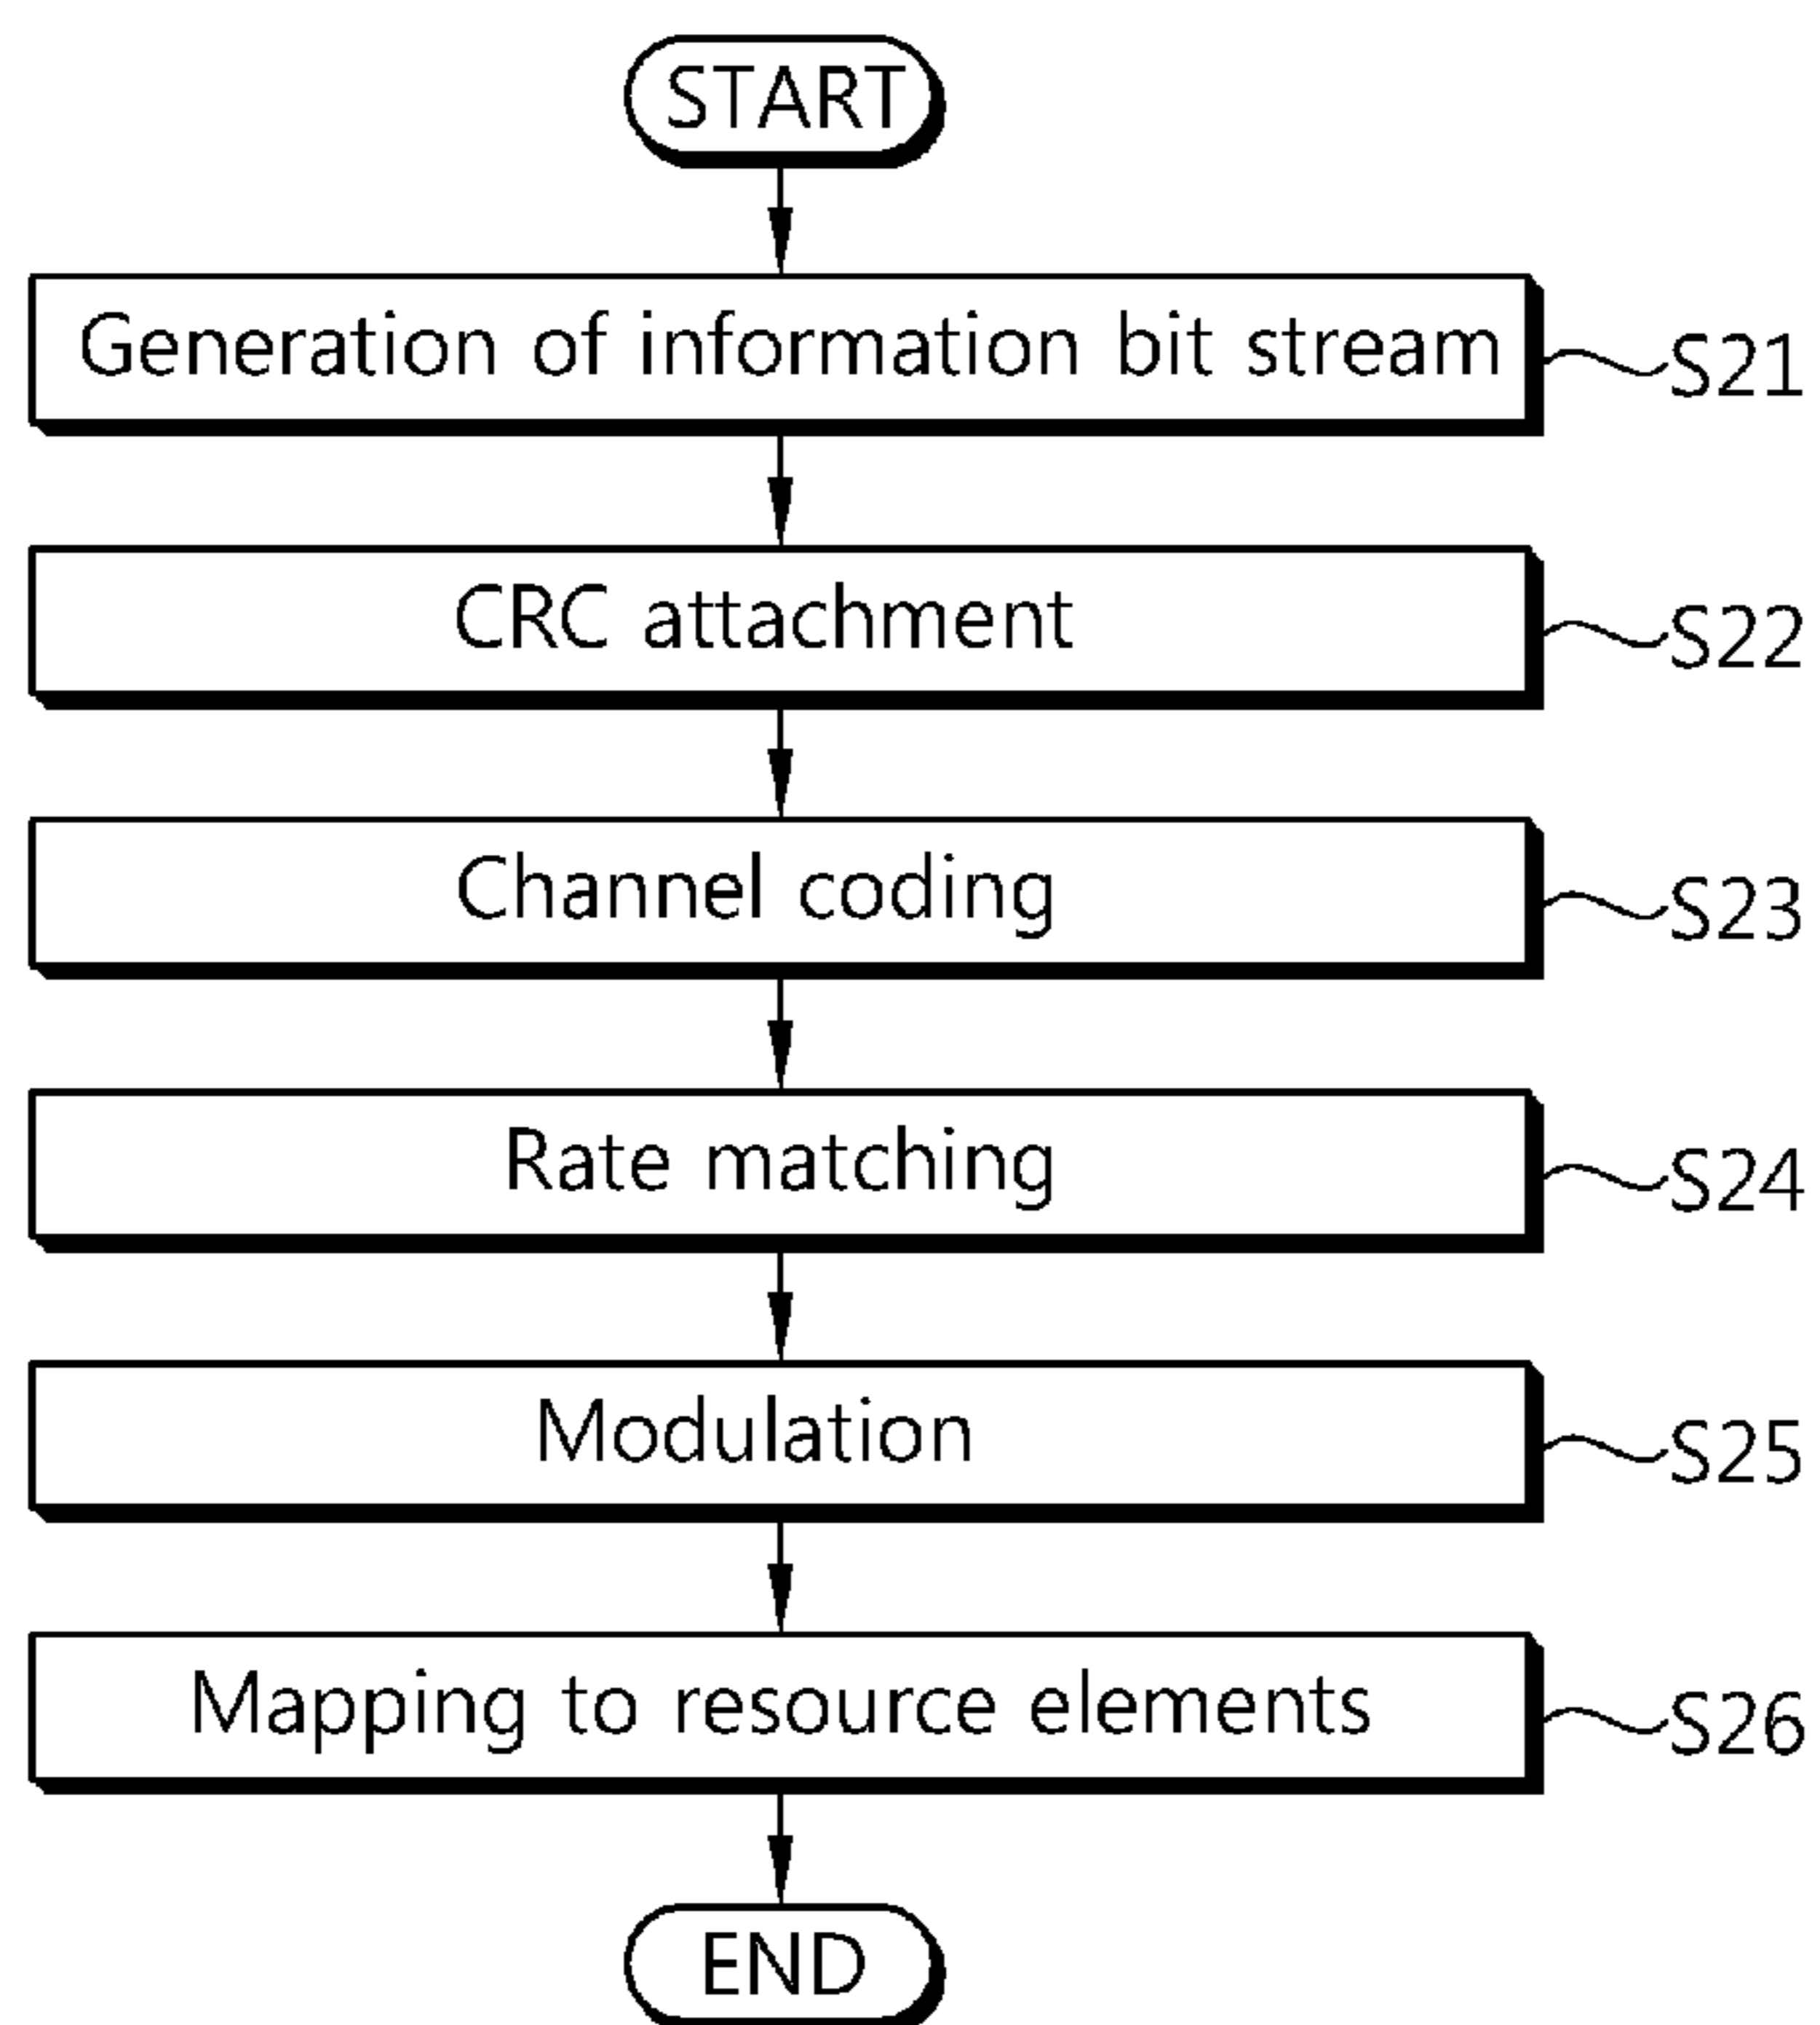 START
Generation of information bit stream
S21
CRC attachment
S22
Channel coding
S23
Rate matching
S24
Modulation
S25
Mapping to resource elements
S26
END